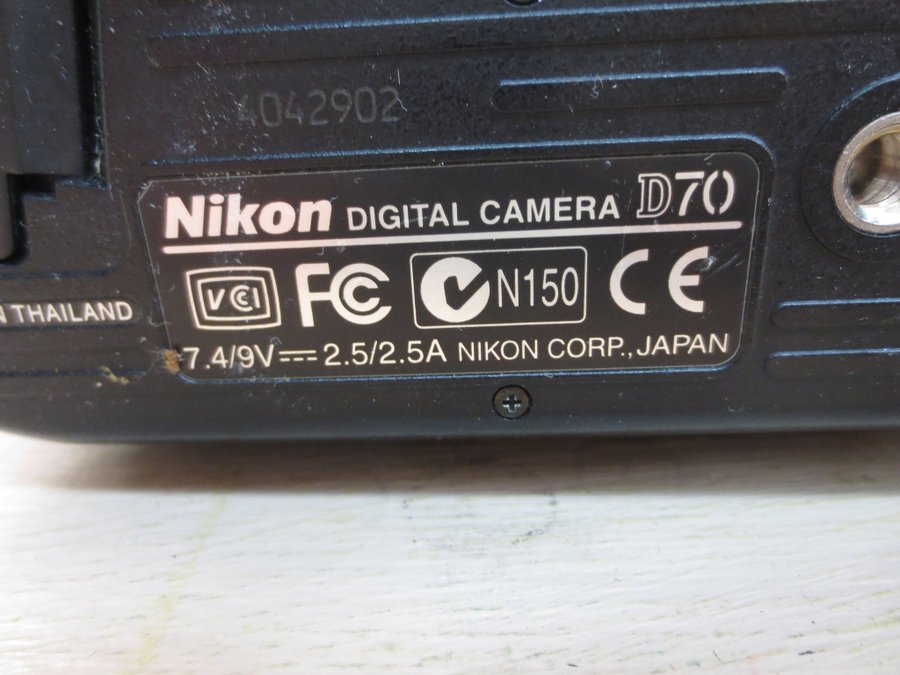 4042902
Nikon DIGITAL CAMERA D70
VCCI FC N150 CE
N THAILAND
7.4/9V⎓2.5/2.5A NIKON CORP., JAPAN